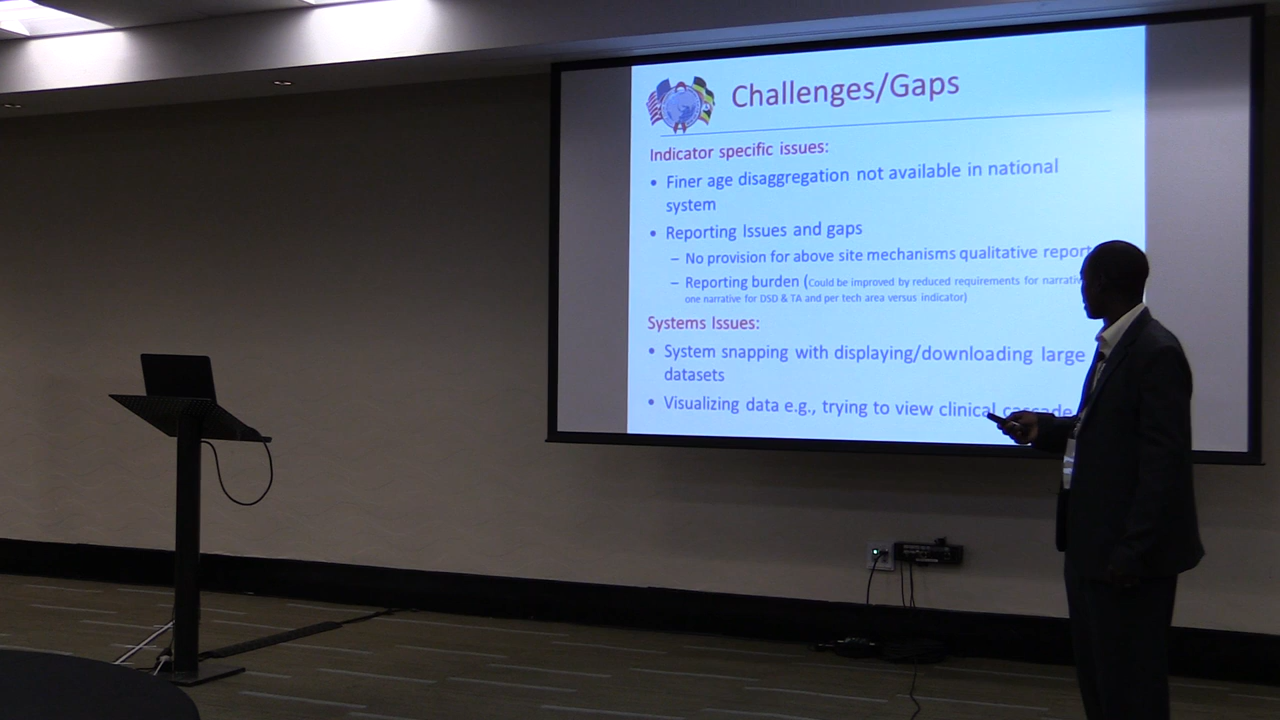 Challenges/Gaps
Indicator specific issues:
• Finer age disaggregation not available in national
system
• Reporting Issues and gaps
– No provision for above site mechanisms qualitative report
– Reporting burden (Could be improved by reduced requirements for narrativ
one narrative for DSD & TA and per tech area versus indicator)
Systems Issues:
• System snapping with displaying/downloading large
datasets
• Visualizing data e.g., trying to view clinical cascade